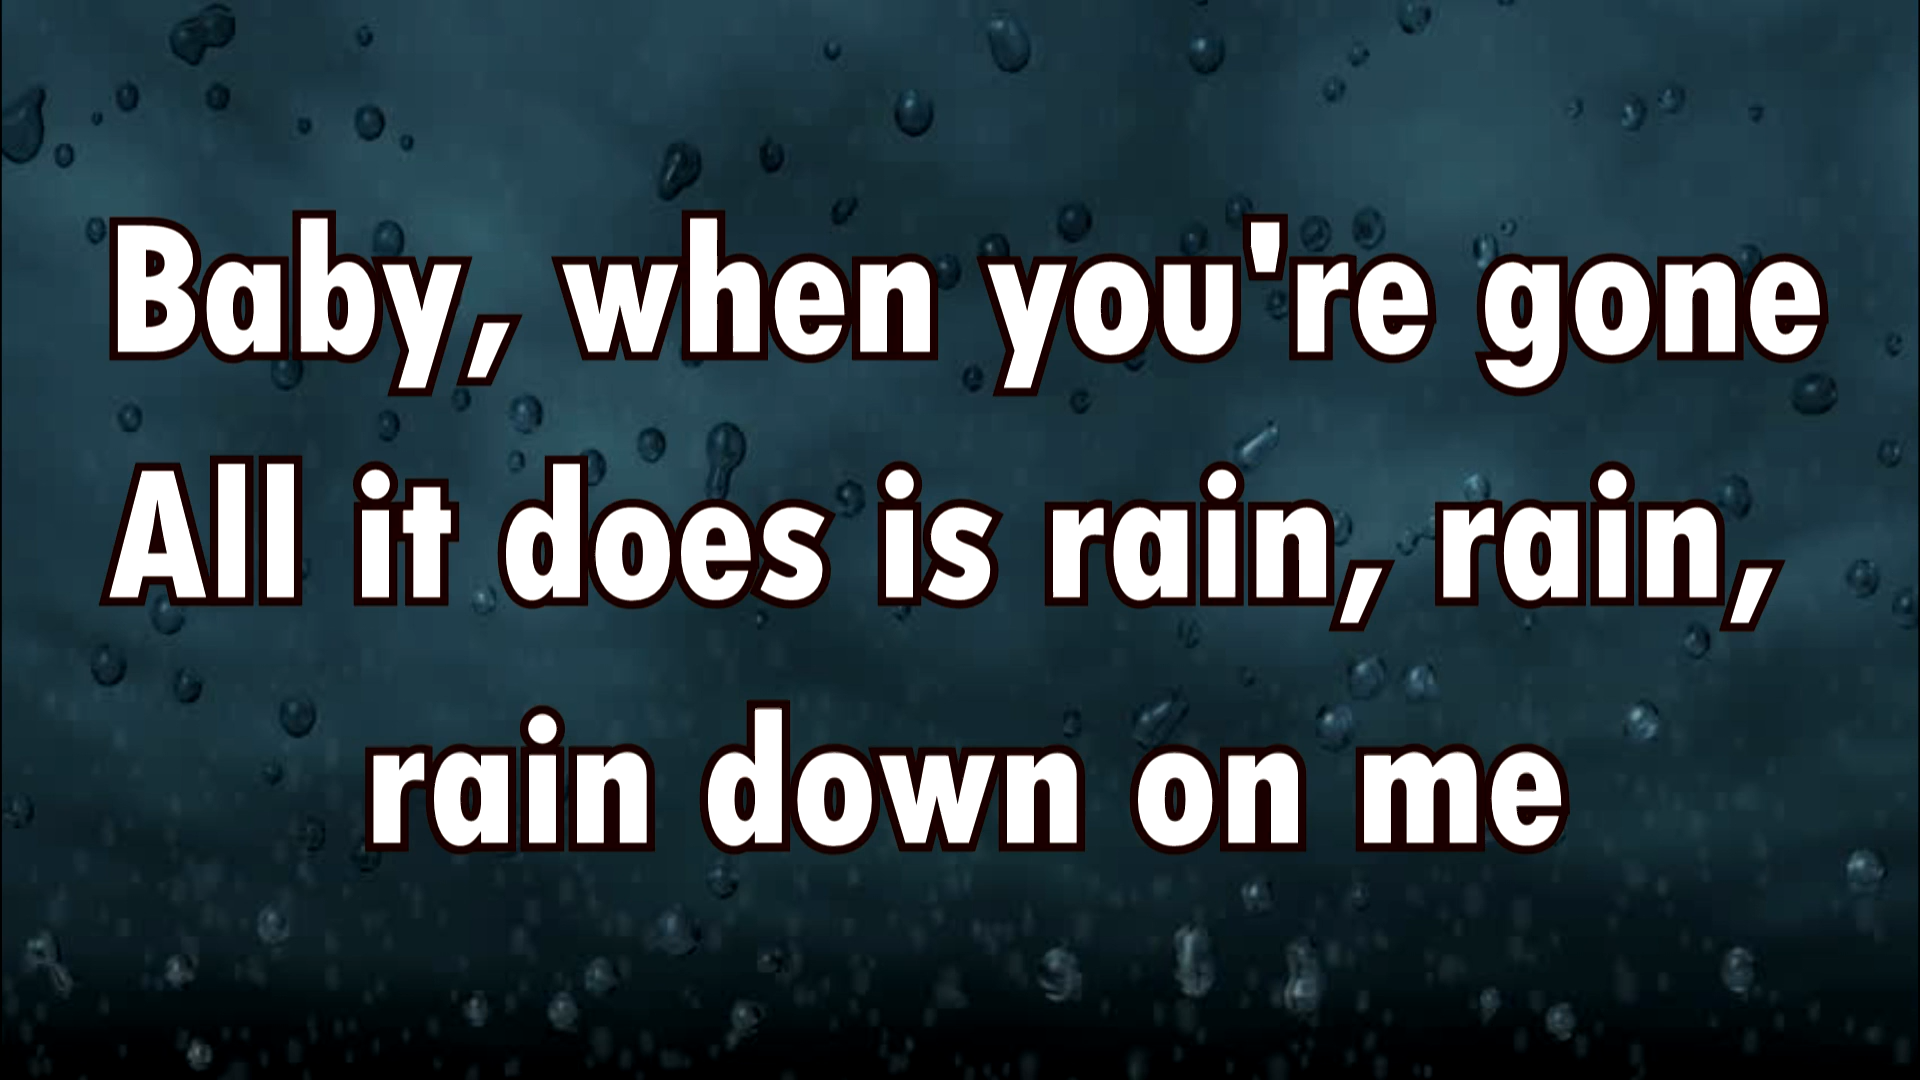 Baby, when you're gone
All it does is rain, rain,
rain down on me